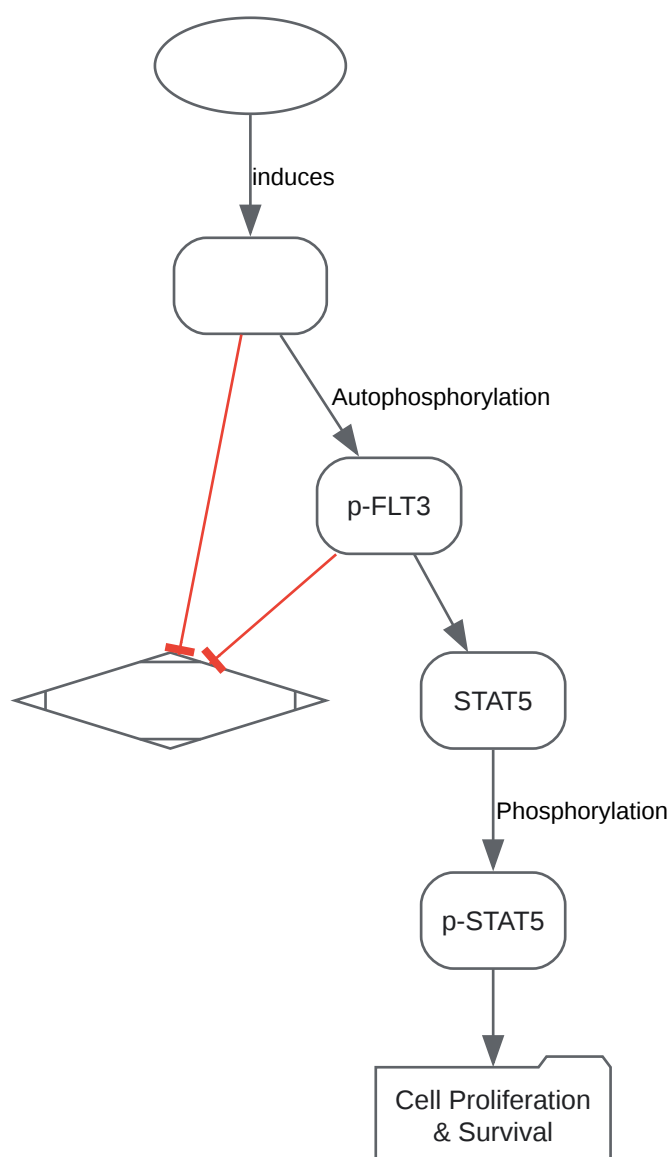 induces
Autophosphorylation
p-FLT3
STAT5
Phosphorylation
p-STAT5
Cell Proliferation
& Survival